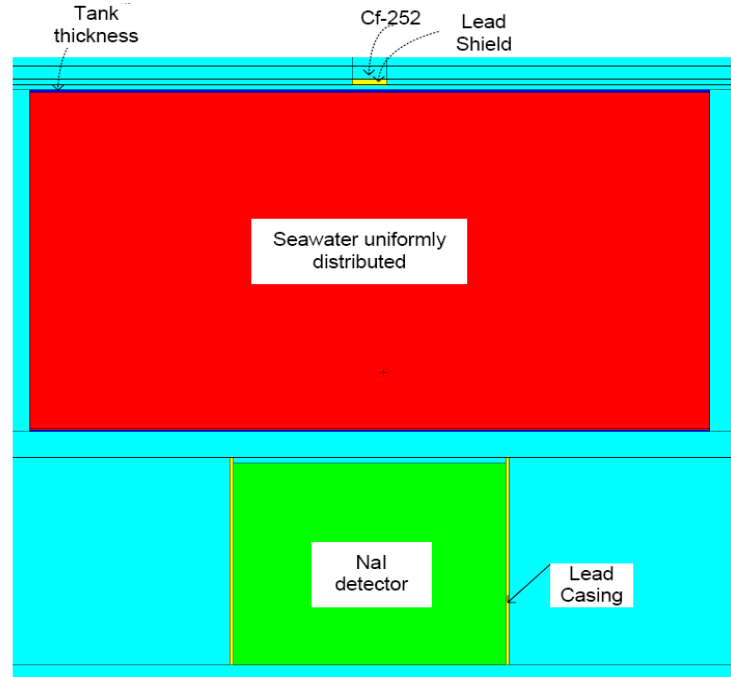 Tank
thickness
Cf-252
Lead
Shield
Seawater uniformly
distributed
NaI
detector
Lead
Casing